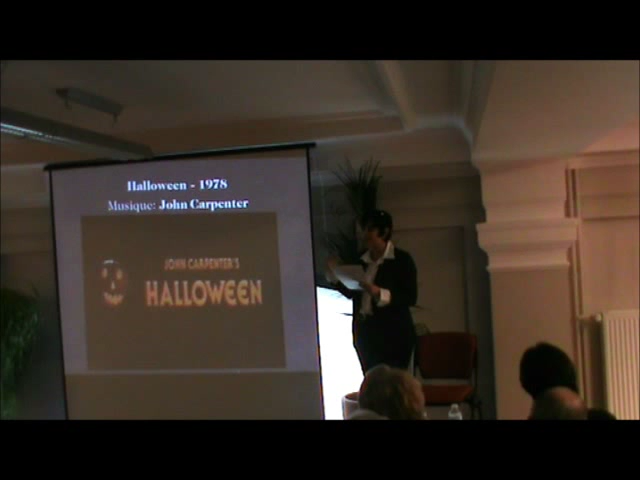 Halloween - 1978
Musique: John Carpenter
JOHN CARPENTER'S
HALLOWEEN